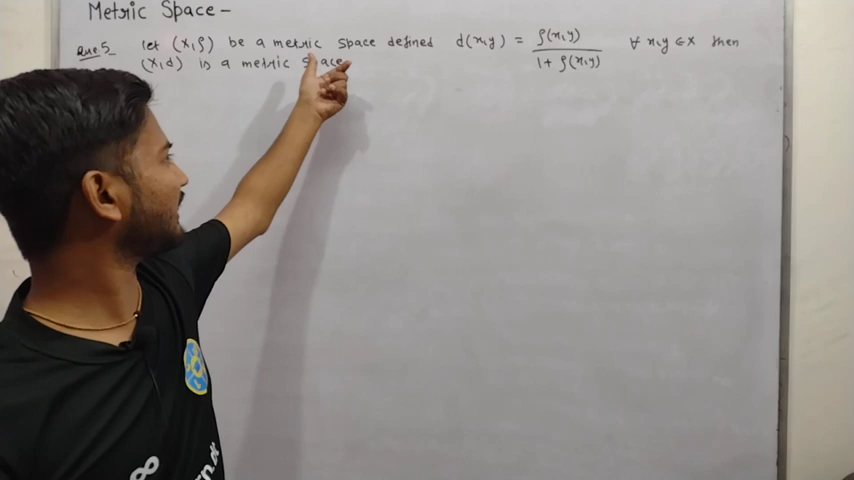 Metric Space-
Que.5 let (X,ρ) be a metric space defined d(x,y) = ρ(x,y) / 1+ ρ(x,y) ∀ x,y ∈ X then
(X,d) is a metric space